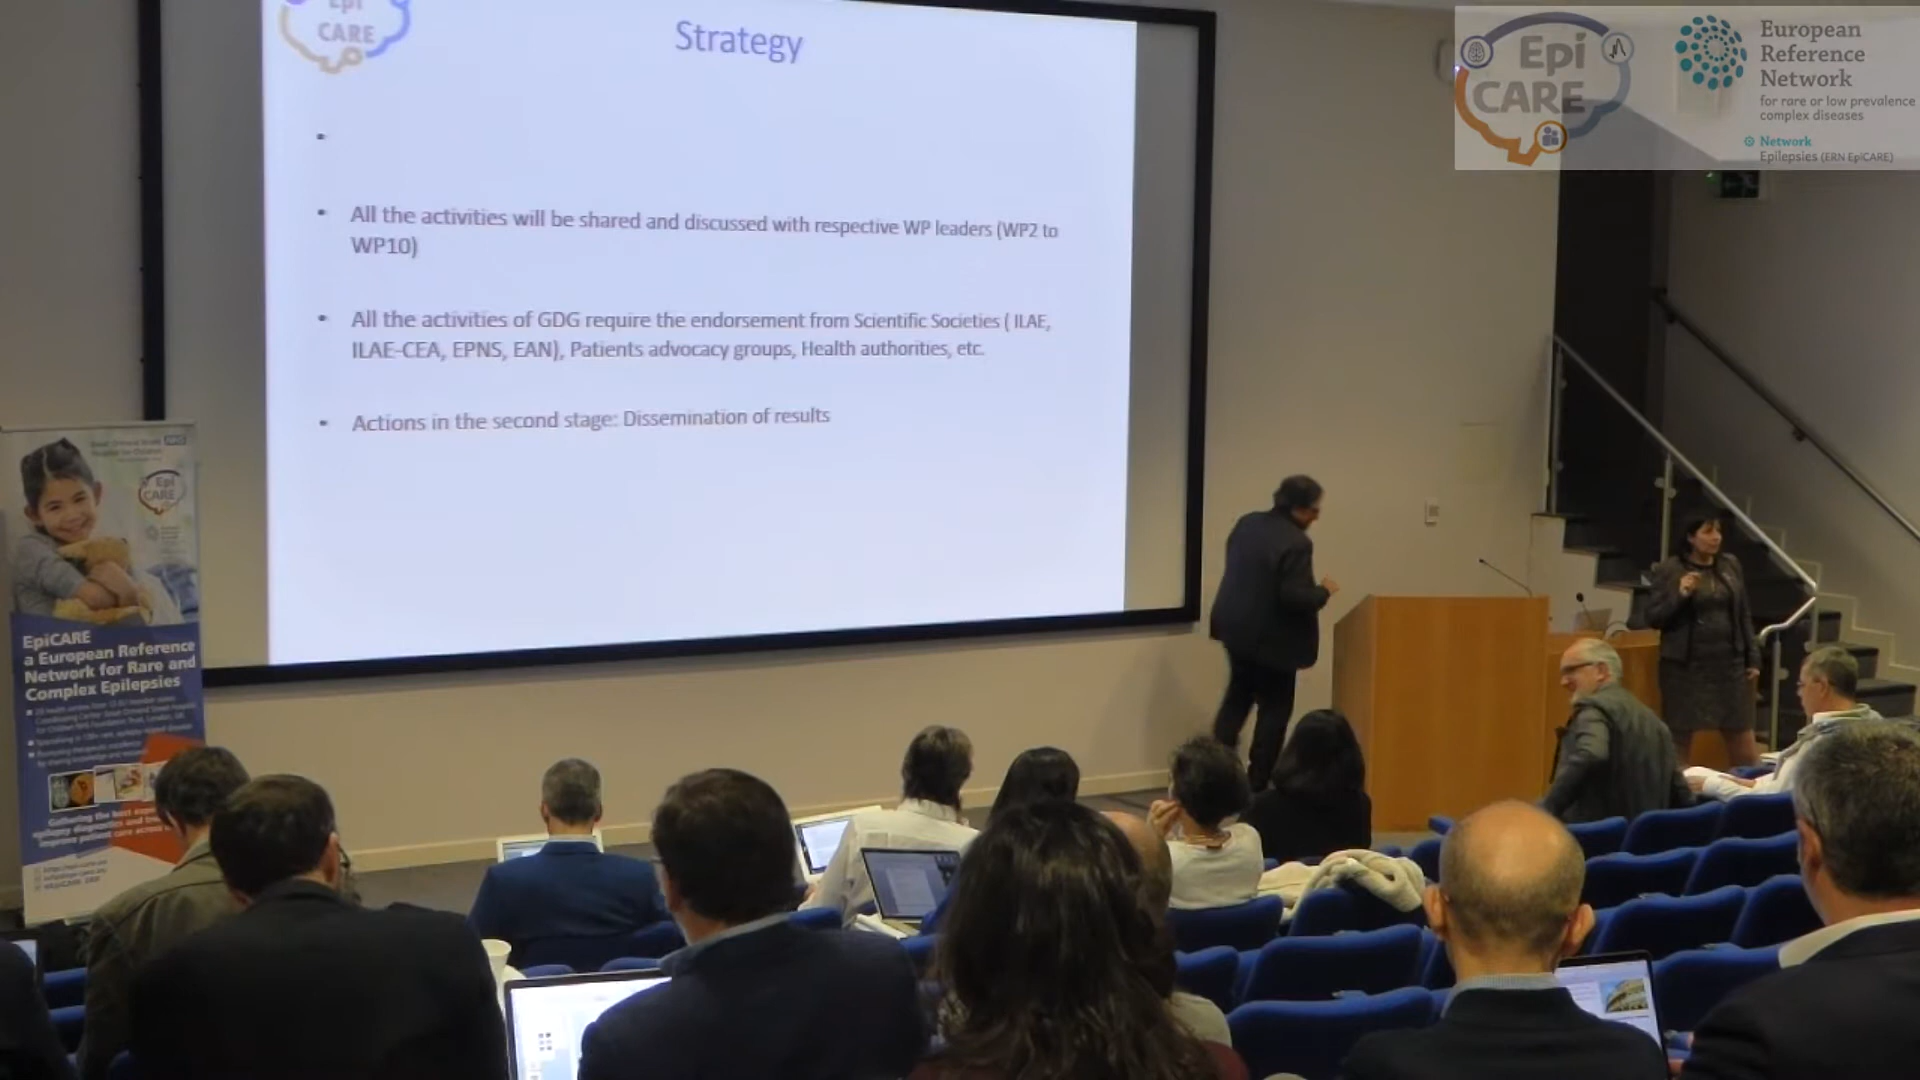 Epi
CARE
Strategy
•
• All the activities will be shared and discussed with respective WP leaders (WP2 to
WP10)
• All the activities of GDG require the endorsement from Scientific Societies ( ILAE,
ILAE-CEA, EPNS, EAN), Patients advocacy groups, Health authorities, etc.
• Actions in the second stage: Dissemination of results
Epi
CARE
European
Reference
Network
for rare or low prevalence
complex diseases
Network
Epilepsies (ERN EpiCARE)
NHS
Epi
CARE
EpiCARE
a European Reference
Network for Rare and
Complex Epilepsies